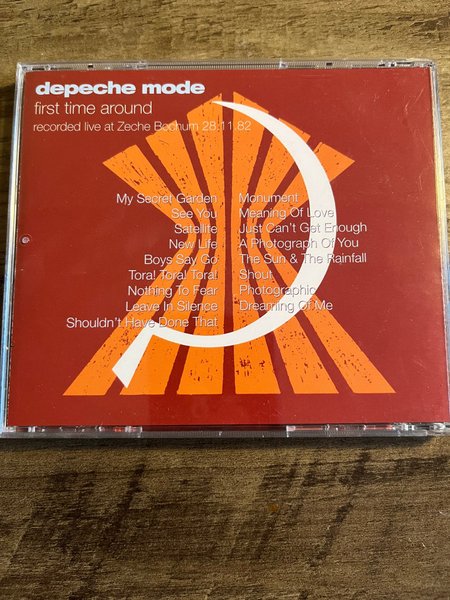 depeche mode
first time around
recorded live at Zeche Bochum 28.11.82
My Secret Garden
See You
Satellite
New Life
Boys Say Go
Tora! Tora! Tora!
Nothing To Fear
Leave In Silence
Shouldn't Have Done That
Monument
Meaning Of Love
Just Can't Get Enough
A Photograph Of You
The Sun & The Rainfall
Shout
Photographic
Dreaming Of Me